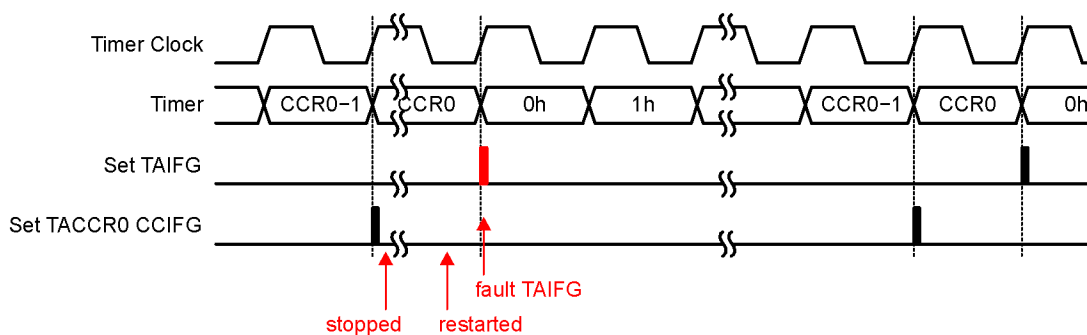 Timer Clock
Timer CCR0−1 CCR0 0h 1h CCR0−1 CCR0 0h
Set TAIFG
Set TACCR0 CCIFG
fault TAIFG
stopped restarted